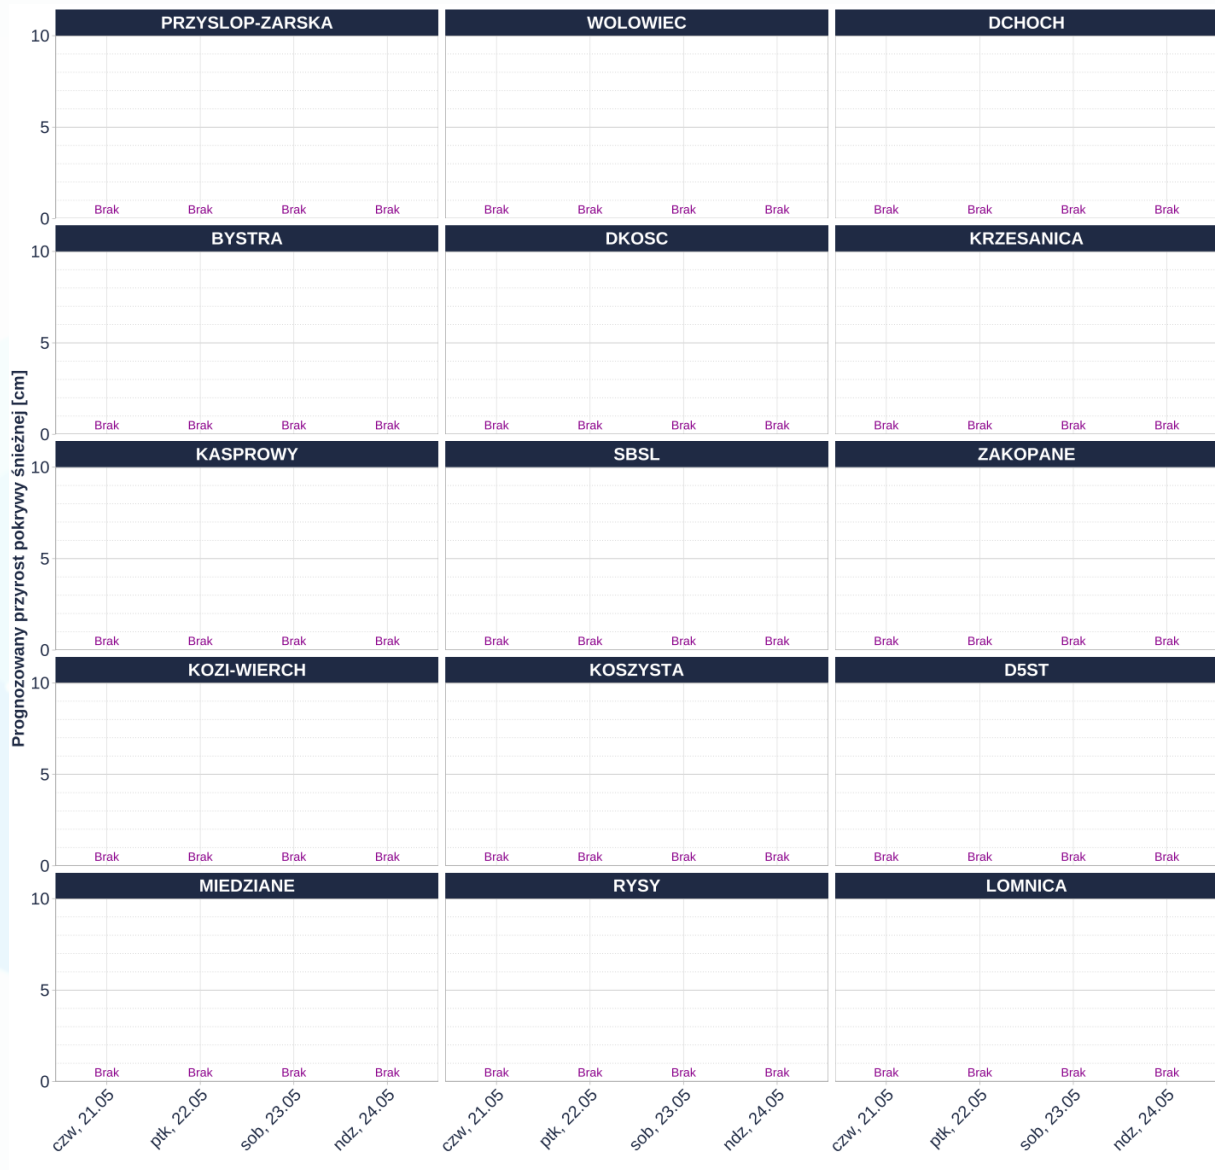 PRZYSLOP-ZARSKA WOLOWIEC DCHOCH
10
5
0
Brak Brak Brak Brak Brak Brak Brak Brak Brak Brak Brak Brak
BYSTRA DKOSC KRZESANICA
10
5
0
Brak Brak Brak Brak Brak Brak Brak Brak Brak Brak Brak Brak
Prognozowany przyrost pokrywy śnieżnej [cm]
KASPROWY SBSL ZAKOPANE
10
5
0
Brak Brak Brak Brak Brak Brak Brak Brak Brak Brak Brak Brak
KOZI-WIERCH KOSZYSTA D5ST
10
5
0
Brak Brak Brak Brak Brak Brak Brak Brak Brak Brak Brak Brak
MIEDZIANE RYSY LOMNICA
10
5
0
Brak Brak Brak Brak Brak Brak Brak Brak Brak Brak Brak Brak
czw, 21.05 ptk, 22.05 sob, 23.05 ndz, 24.05 czw, 21.05 ptk, 22.05 sob, 23.05 ndz, 24.05 czw, 21.05 ptk, 22.05 sob, 23.05 ndz, 24.05